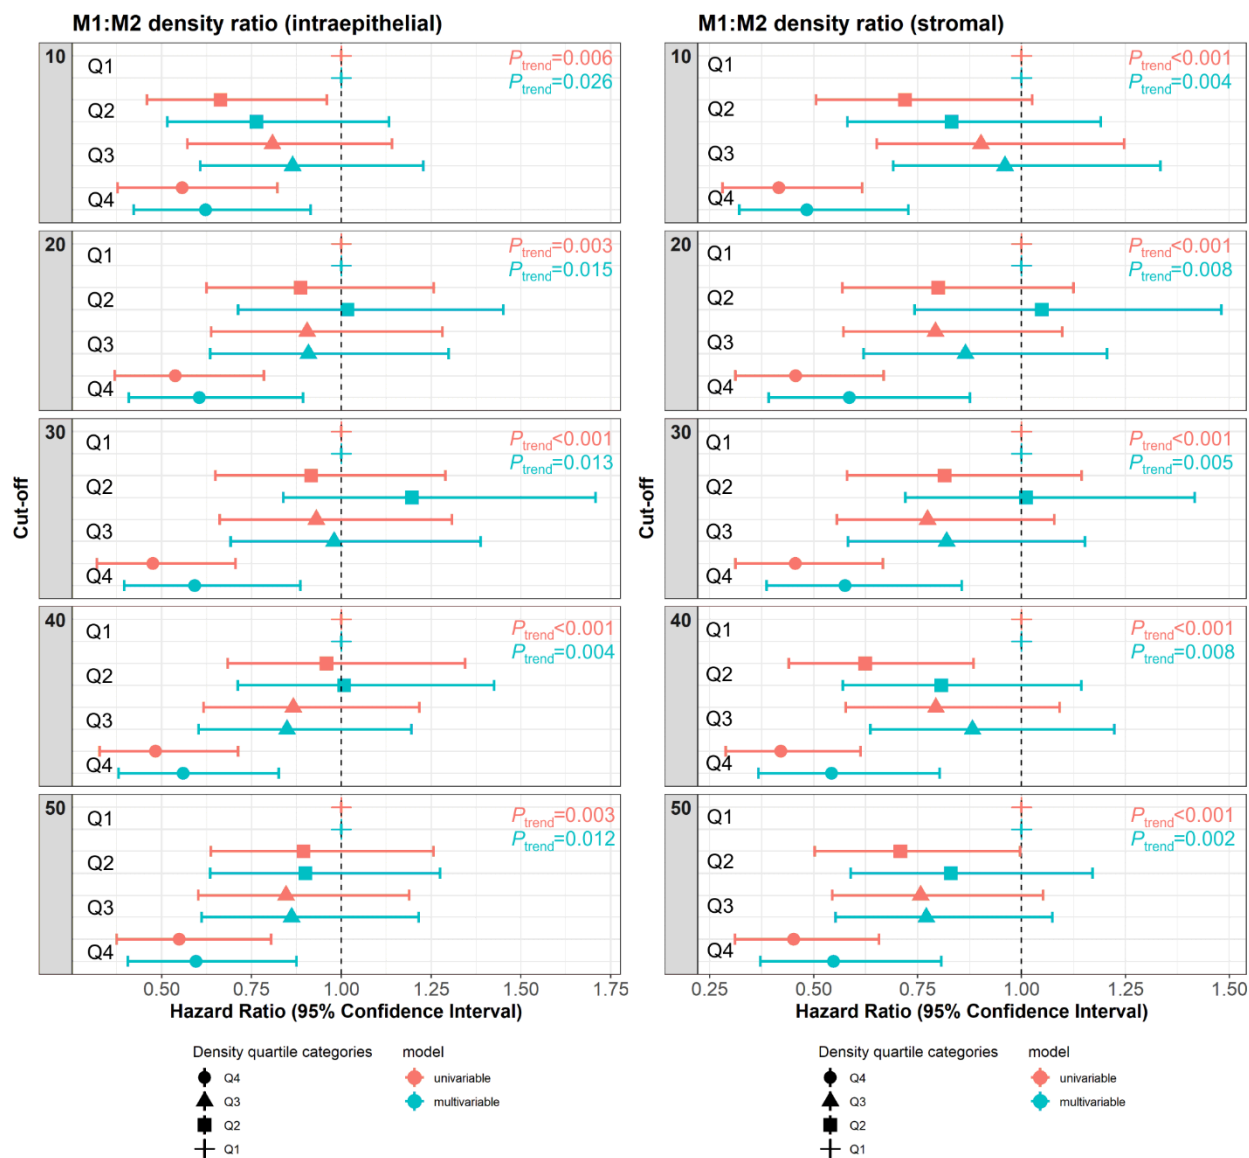 M1:M2 density ratio (intraepithelial)
Cut-off
10
Q1
Q2
Q3
Q4
Ptrend=0.006
Ptrend=0.026
20
Q1
Q2
Q3
Q4
Ptrend=0.003
Ptrend=0.015
30
Q1
Q2
Q3
Q4
Ptrend<0.001
Ptrend=0.013
40
Q1
Q2
Q3
Q4
Ptrend<0.001
Ptrend=0.004
50
Q1
Q2
Q3
Q4
Ptrend=0.003
Ptrend=0.012
0.50 0.75 1.00 1.25 1.50 1.75
Hazard Ratio (95% Confidence Interval)
Density quartile categories
Q4
Q3
Q2
Q1
model
univariable
multivariable
M1:M2 density ratio (stromal)
Cut-off
10
Q1
Q2
Q3
Q4
Ptrend<0.001
Ptrend=0.004
20
Q1
Q2
Q3
Q4
Ptrend<0.001
Ptrend=0.008
30
Q1
Q2
Q3
Q4
Ptrend<0.001
Ptrend=0.005
40
Q1
Q2
Q3
Q4
Ptrend<0.001
Ptrend=0.008
50
Q1
Q2
Q3
Q4
Ptrend<0.001
Ptrend=0.002
0.25 0.50 0.75 1.00 1.25 1.50
Hazard Ratio (95% Confidence Interval)
Density quartile categories
Q4
Q3
Q2
Q1
model
univariable
multivariable